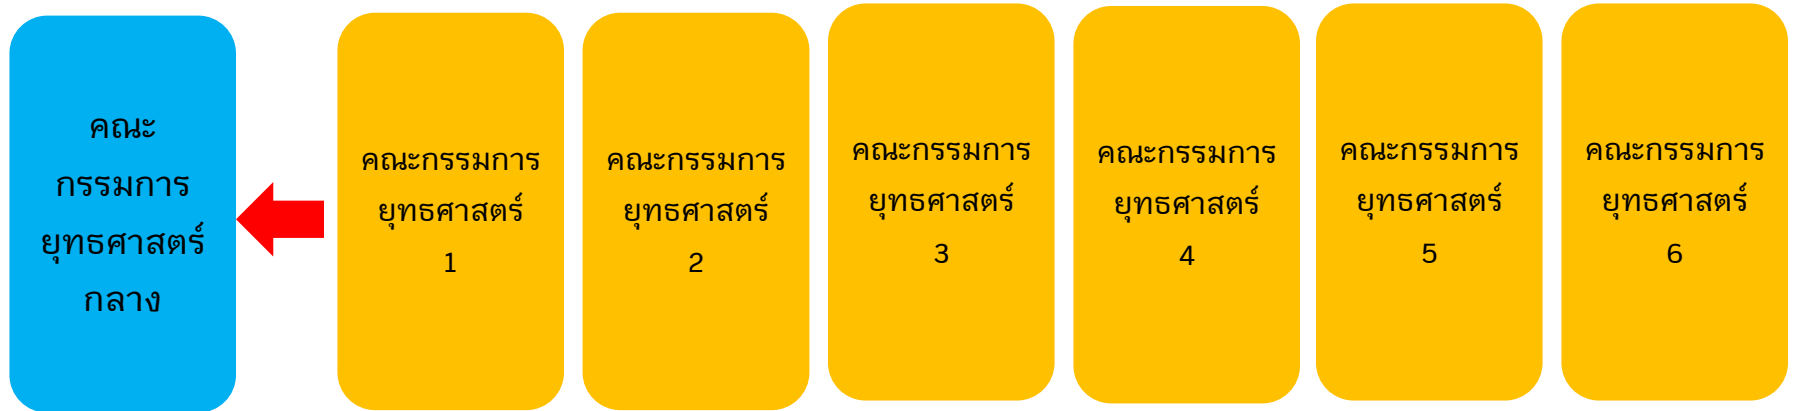 คณะ
กรรมการ
ยุทธศาสตร์
กลาง
คณะกรรมการ
ยุทธศาสตร์
1
คณะกรรมการ
ยุทธศาสตร์
2
คณะกรรมการ
ยุทธศาสตร์
3
คณะกรรมการ
ยุทธศาสตร์
4
คณะกรรมการ
ยุทธศาสตร์
5
คณะกรรมการ
ยุทธศาสตร์
6